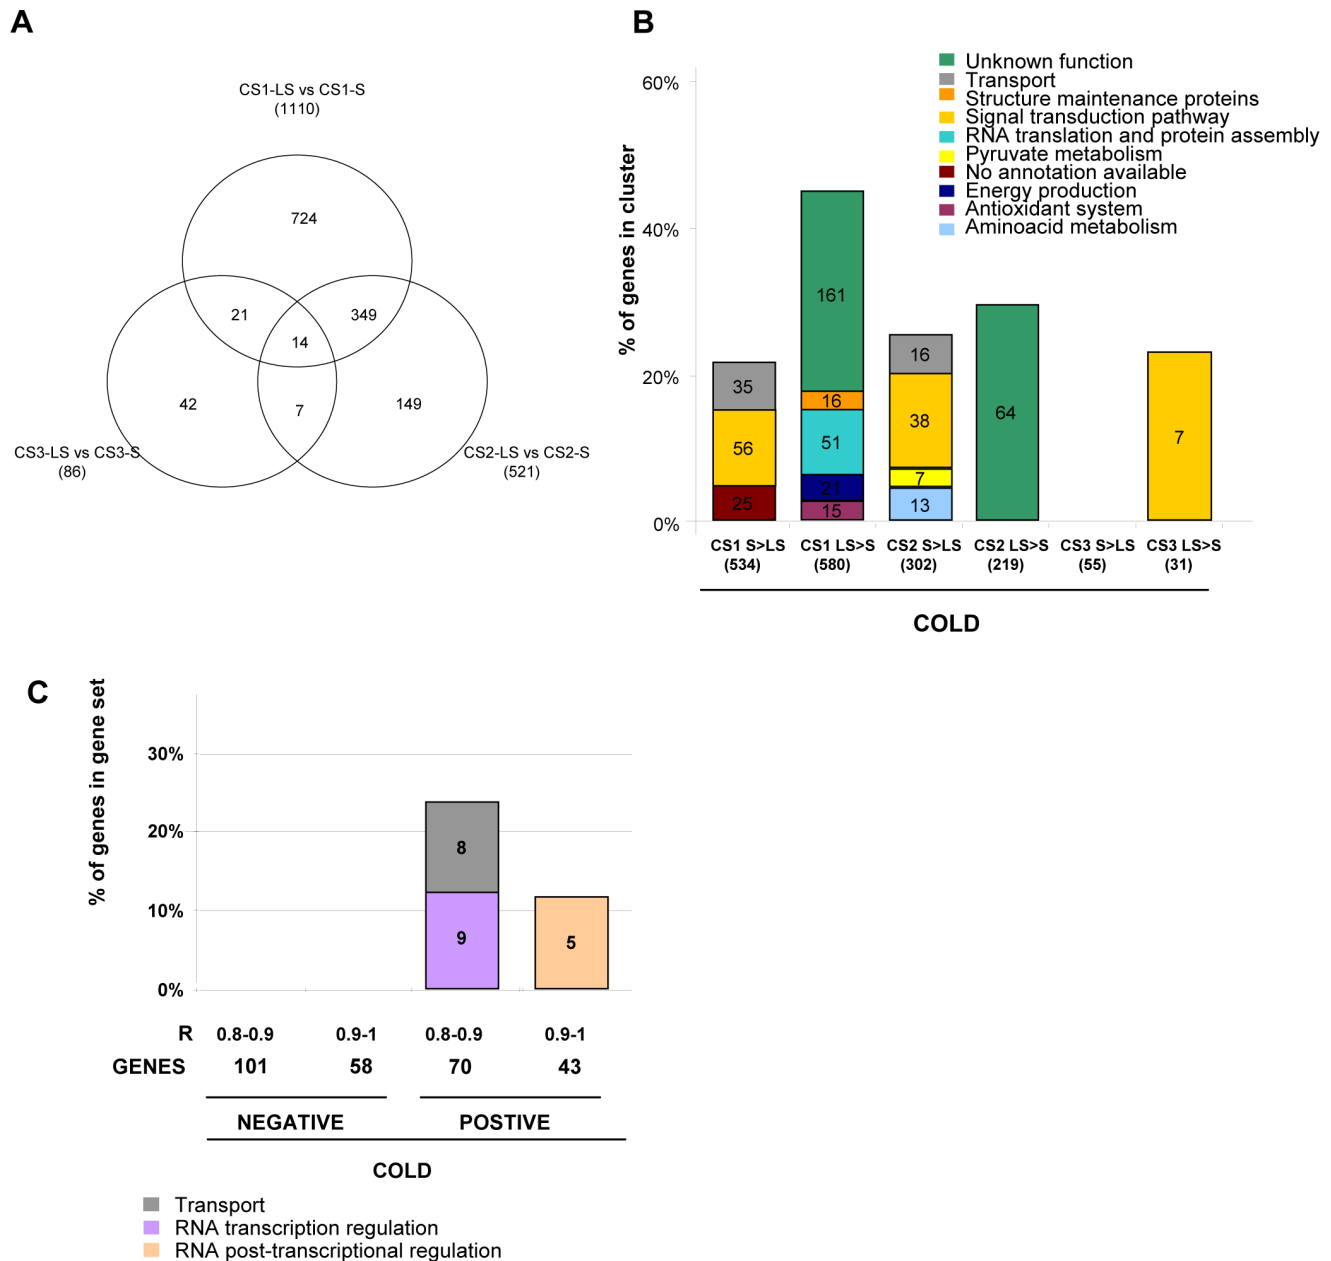 A
CS1-LS vs CS1-S
(1110)
724
21
349
14
42
7
149
CS3-LS vs CS3-S
(86)
CS2-LS vs CS2-S
(521)
B
Unknown function
Transport
Structure maintenance proteins
Signal transduction pathway
RNA translation and protein assembly
Pyruvate metabolism
No annotation available
Energy production
Antioxidant system
Aminoacid metabolism
% of genes in cluster
60%
40%
20%
0%
35
56
25
161
16
51
21
15
16
38
7
13
64
7
CS1 S>LS
(534)
CS1 LS>S
(580)
CS2 S>LS
(302)
CS2 LS>S
(219)
CS3 S>LS
(55)
CS3 LS>S
(31)
COLD
C
% of genes in gene set
30%
20%
10%
0%
8
9
5
R 0.8-0.9 0.9-1 0.8-0.9 0.9-1
GENES 101 58 70 43
NEGATIVE POSTIVE
COLD
Transport
RNA transcription regulation
RNA post-transcriptional regulation